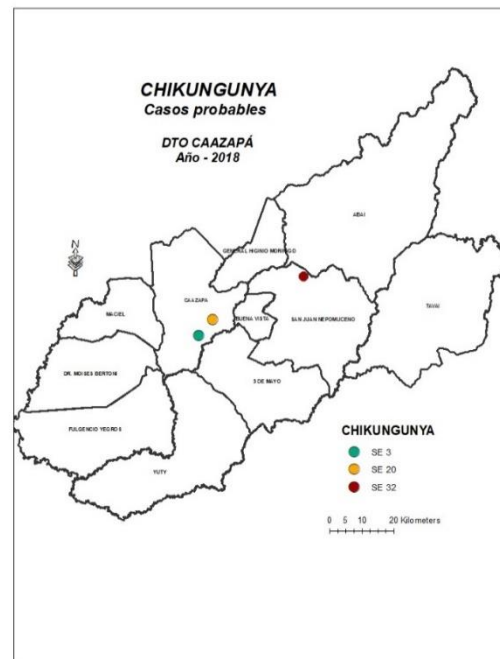 CHIKUNGUNYA
Casos probables
DTO CAAZAPÁ
Año - 2018
N
ABAI
GENERAL HIGINIO MORINIGO
TAVAI
CAAZAPA
MACIEL
BUENA VISTA
SAN JUAN NEPOMUCENO
DR. MOISES BERTONI
3 DE MAYO
FULGENCIO YEGROS
YUTY
CHIKUNGUNYA
SE 3
SE 20
SE 32
0 5 10 20 Kilometers